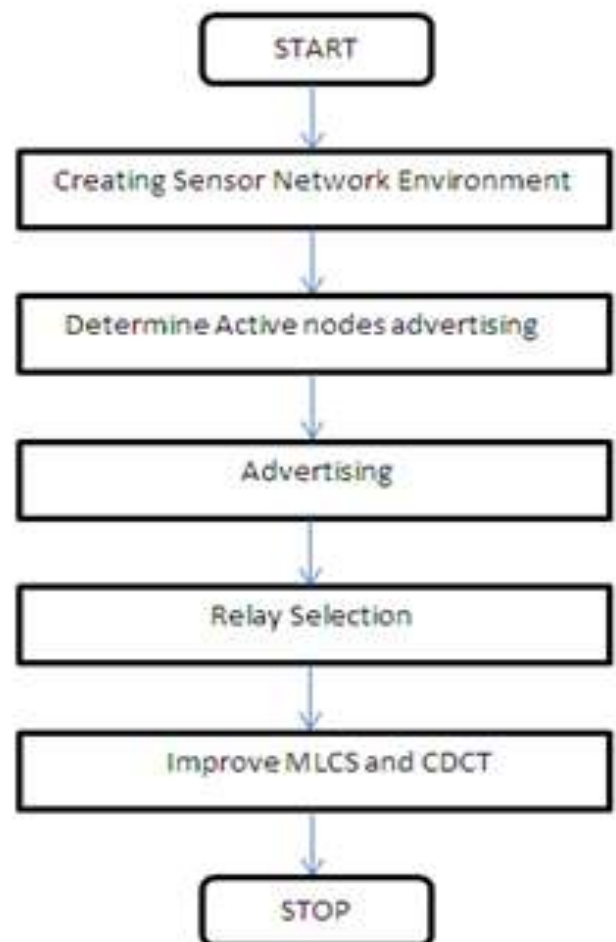 START
Creating Sensor Network Environment
Determine Active nodes advertising
Advertising
Relay Selection
Improve MLCS and CDCT
STOP